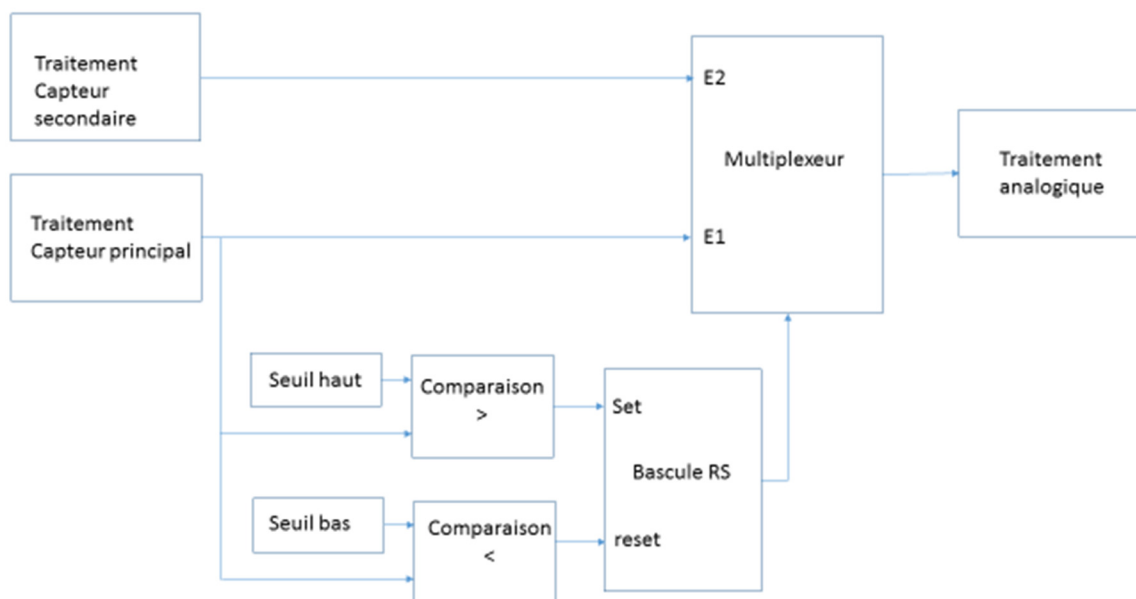 Traitement
Capteur
secondaire
E2
Multiplexeur
Traitement
analogique
Traitement
Capteur principal
E1
Seuil haut
Comparaison
>
Set
Bascule RS
Seuil bas
Comparaison
<
reset